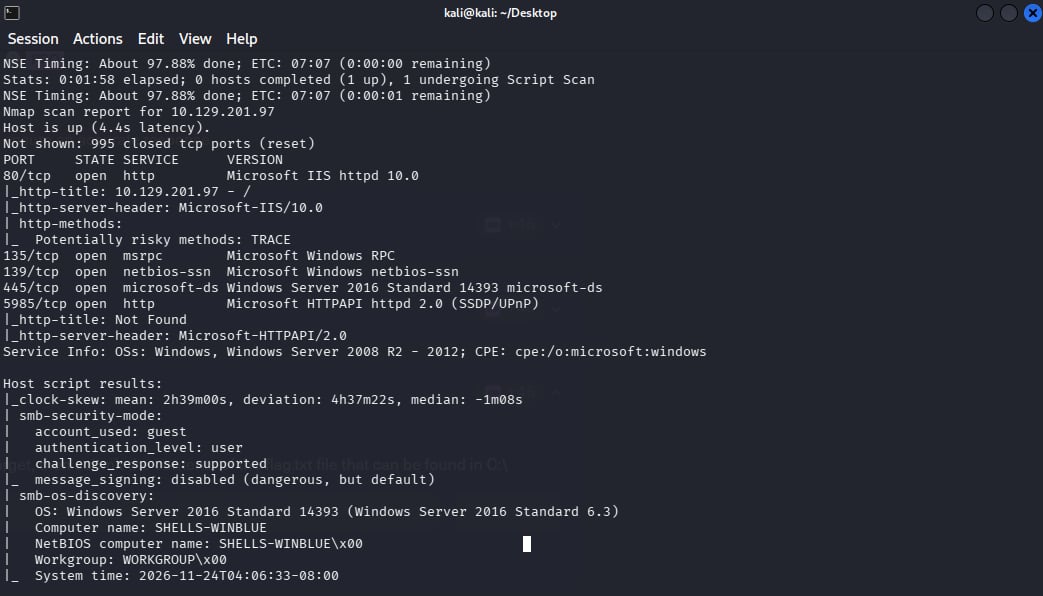 kali@kali: ~/Desktop
Session Actions Edit View Help
NSE Timing: About 97.88% done; ETC: 07:07 (0:00:00 remaining)
Stats: 0:01:58 elapsed; 0 hosts completed (1 up), 1 undergoing Script Scan
NSE Timing: About 97.88% done; ETC: 07:07 (0:00:01 remaining)
Nmap scan report for 10.129.201.97
Host is up (4.4s latency).
Not shown: 995 closed tcp ports (reset)
PORT     STATE SERVICE      VERSION
80/tcp   open  http         Microsoft IIS httpd 10.0
|_http-title: 10.129.201.97 - /
|_http-server-header: Microsoft-IIS/10.0
| http-methods:
|_  Potentially risky methods: TRACE
135/tcp  open  msrpc        Microsoft Windows RPC
139/tcp  open  netbios-ssn  Microsoft Windows netbios-ssn
445/tcp  open  microsoft-ds Windows Server 2016 Standard 14393 microsoft-ds
5985/tcp open  http         Microsoft HTTPAPI httpd 2.0 (SSDP/UPnP)
|_http-title: Not Found
|_http-server-header: Microsoft-HTTPAPI/2.0
Service Info: OSs: Windows, Windows Server 2008 R2 - 2012; CPE: cpe:/o:microsoft:windows
Host script results:
|_clock-skew: mean: 2h39m00s, deviation: 4h37m22s, median: -1m08s
| smb-security-mode:
|   account_used: guest
|   authentication_level: user
|   challenge_response: supported
flag.txt file that can be found in C:\
|_  message_signing: disabled (dangerous, but default)
| smb-os-discovery:
|   OS: Windows Server 2016 Standard 14393 (Windows Server 2016 Standard 6.3)
|   Computer name: SHELLS-WINBLUE
|   NetBIOS computer name: SHELLS-WINBLUE\x00
|   Workgroup: WORKGROUP\x00
|_  System time: 2026-11-24T04:06:33-08:00